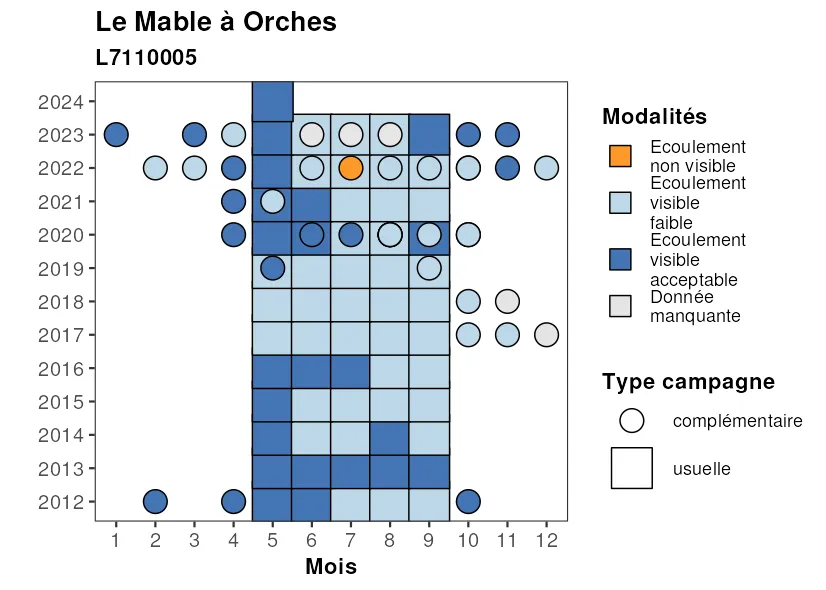 Le Mable à Orches
L7110005
2024
2023
2022
2021
2020
2019
2018
2017
2016
2015
2014
2013
2012
1 2 3 4 5 6 7 8 9 10 11 12
Mois
Modalités
Ecoulement
non visible
Ecoulement
visible
faible
Ecoulement
visible
acceptable
Donnée
manquante
Type campagne
complémentaire
usuelle